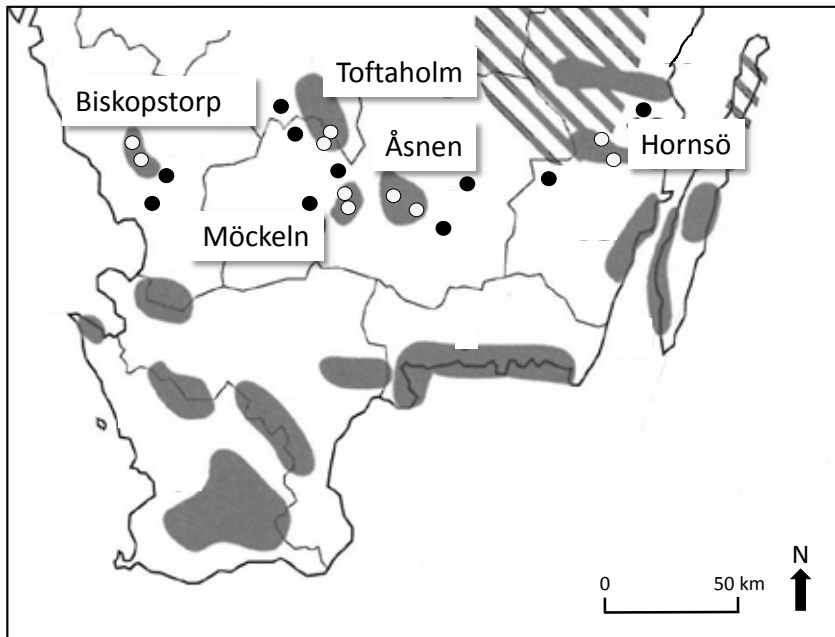 Toftaholm
Biskopstorp
Åsnen
Hornsö
Möckeln
N
0
50 km